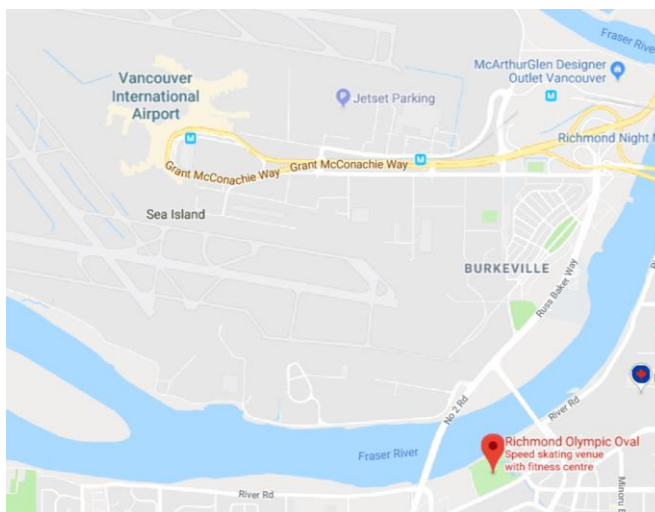 Fraser River
McArthurGlen Designer
Outlet Vancouver
Vancouver
International
Airport
M
Jetset Parking
P
M
Richmond Night
M
Grant McConachie Way
Grant McConachie Way
Sea Island
BURKEVILLE
Russ Baker Way
No 2 Rd
River Rd
Richmond Olympic Oval
Speed skating venue
with fitness centre
Fraser River
River Rd
Minoru